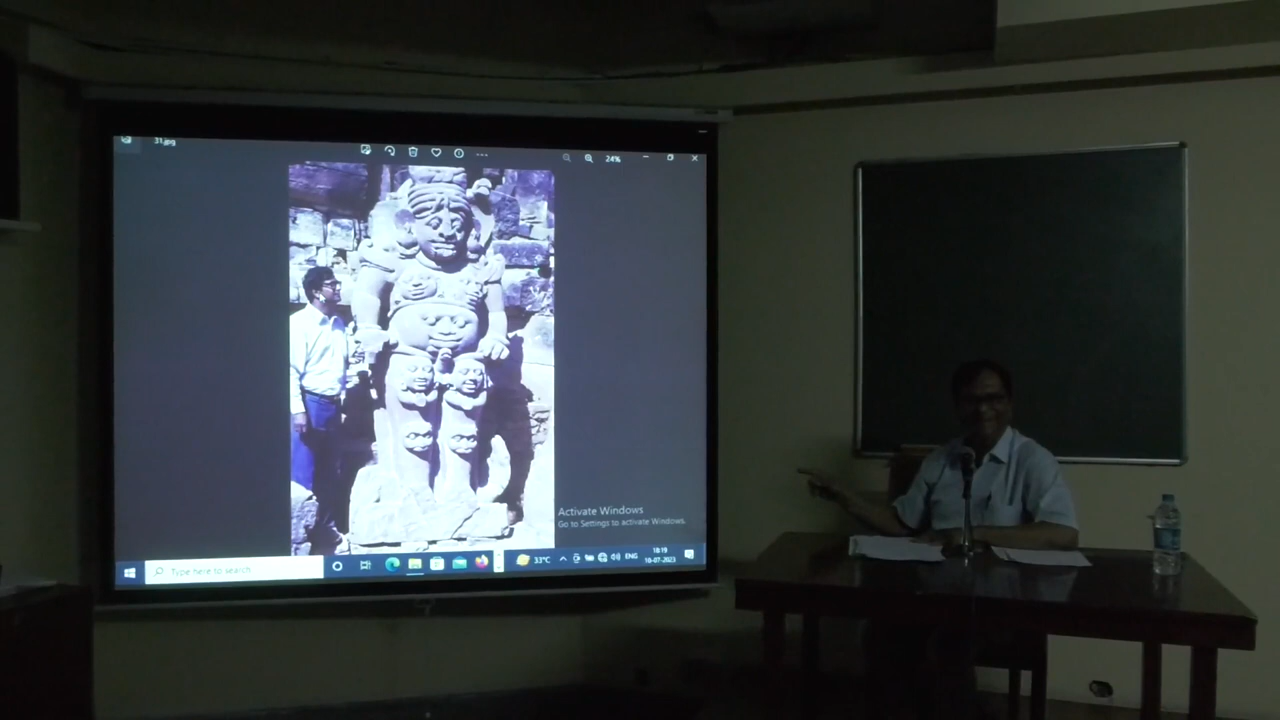 31.jpg
24%
Activate Windows
Go to Settings to activate Windows.
Type here to search
33°C
ENG
18:19
18-07-2023